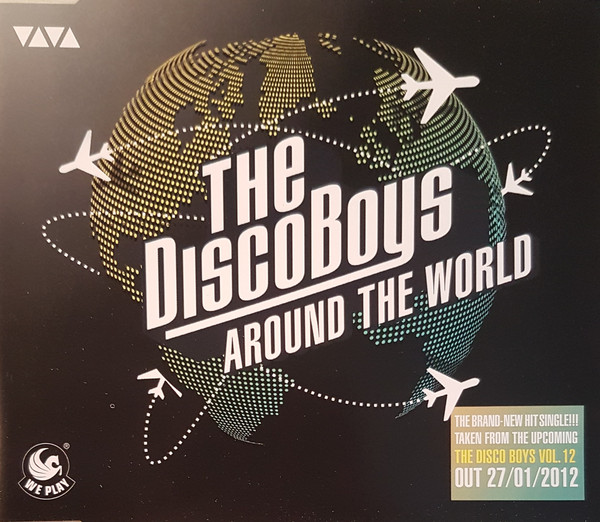 VAVA
THE
DISCOBOYS
AROUND THE WORLD
THE BRAND-NEW HIT SINGLE!!!
TAKEN FROM THE UPCOMING
THE DISCO BOYS VOL. 12
OUT 27/01/2012
WE PLAY
®